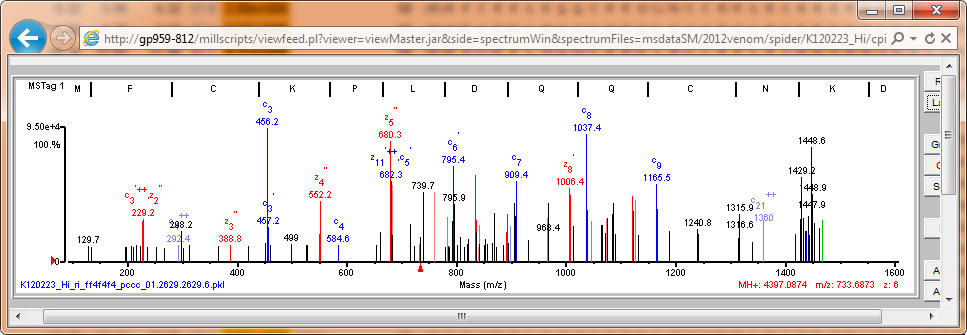 http://gp959-812/millscripts/viewfeed.pl?viewer=viewMaster.jar&side=spectrumWin&spectrumFiles=msdataSM/2012venom/spider/K120223_Hi/cpi
MSTag 1 M F C K P L D Q Q C N K D
9.50e+4
100.%
0
c3 456.2
c3' 457.2
z5'' 680.3
z11'++, c5' 682.3
c6' 795.4
795.9
c8 1037.4
1448.6
1429.2
1448.9
1447.9
c3'++, z2'' 229.2
++
298.2
292.4
z3'' 388.8
499
z4'' 552.2
c4 584.6
739.7
c7 909.4
968.4
z8'' 1006.4
c9 1165.5
1240.8
1315.9
1316.6
c21++ 1360
129.7
200 400 600 800 1000 1200 1400 1600
K120223_Hi_ri_ff4f4f4_pccc_01.2629.2629.6.pkl Mass (m/z) MH+: 4397.0874 m/z: 733.6873 z: 6